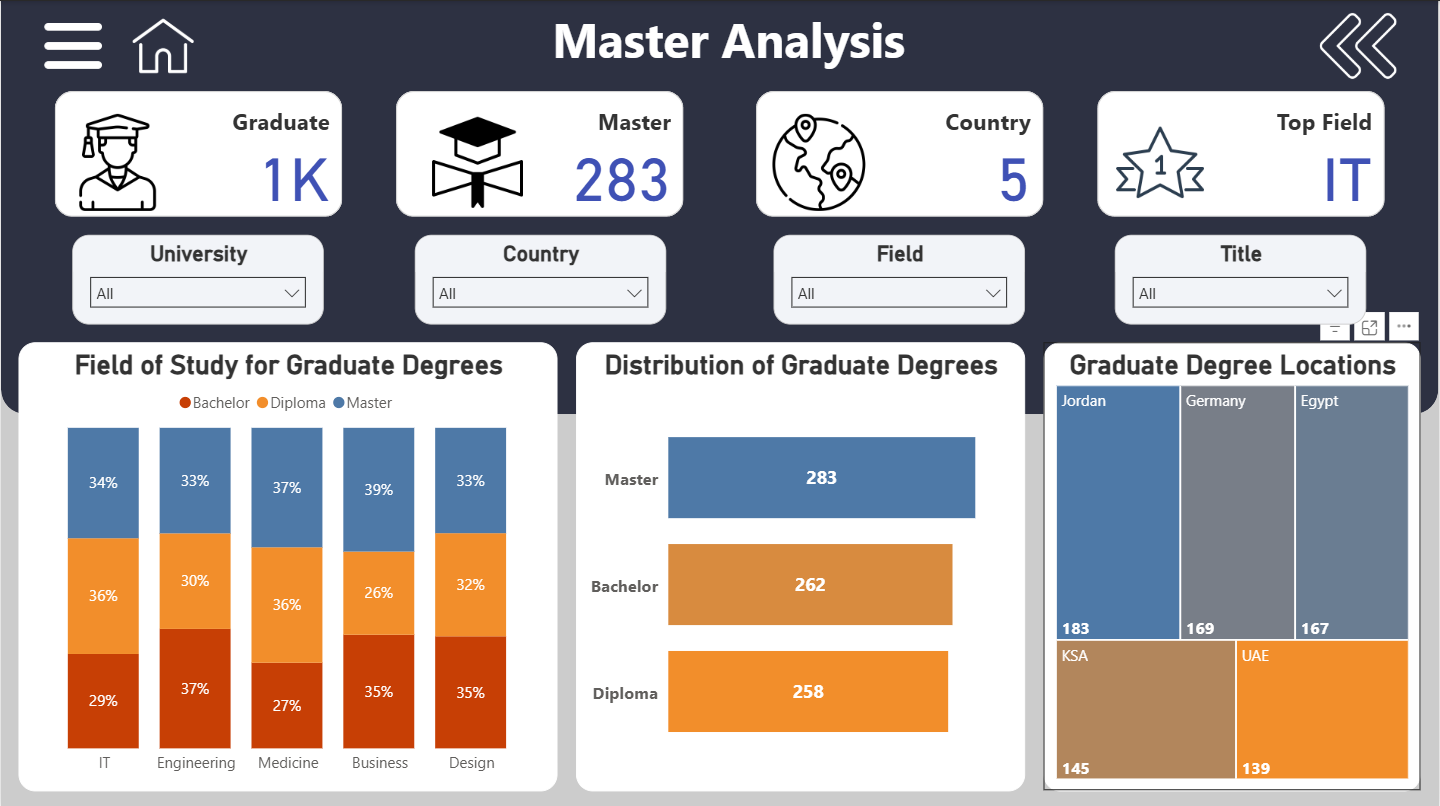 Master Analysis
Graduate
1K
Master
283
Country
5
1
Top Field
IT
University
All
Country
All
Field
All
Title
All
Field of Study for Graduate Degrees
Bachelor Diploma Master
34% 33% 37% 39% 33%
36% 30% 36% 26% 32%
29% 37% 27% 35% 35%
IT Engineering Medicine Business Design
Distribution of Graduate Degrees
Master 283
Bachelor 262
Diploma 258
Graduate Degree Locations
Jordan Germany Egypt
183 169 167
KSA UAE
145 139